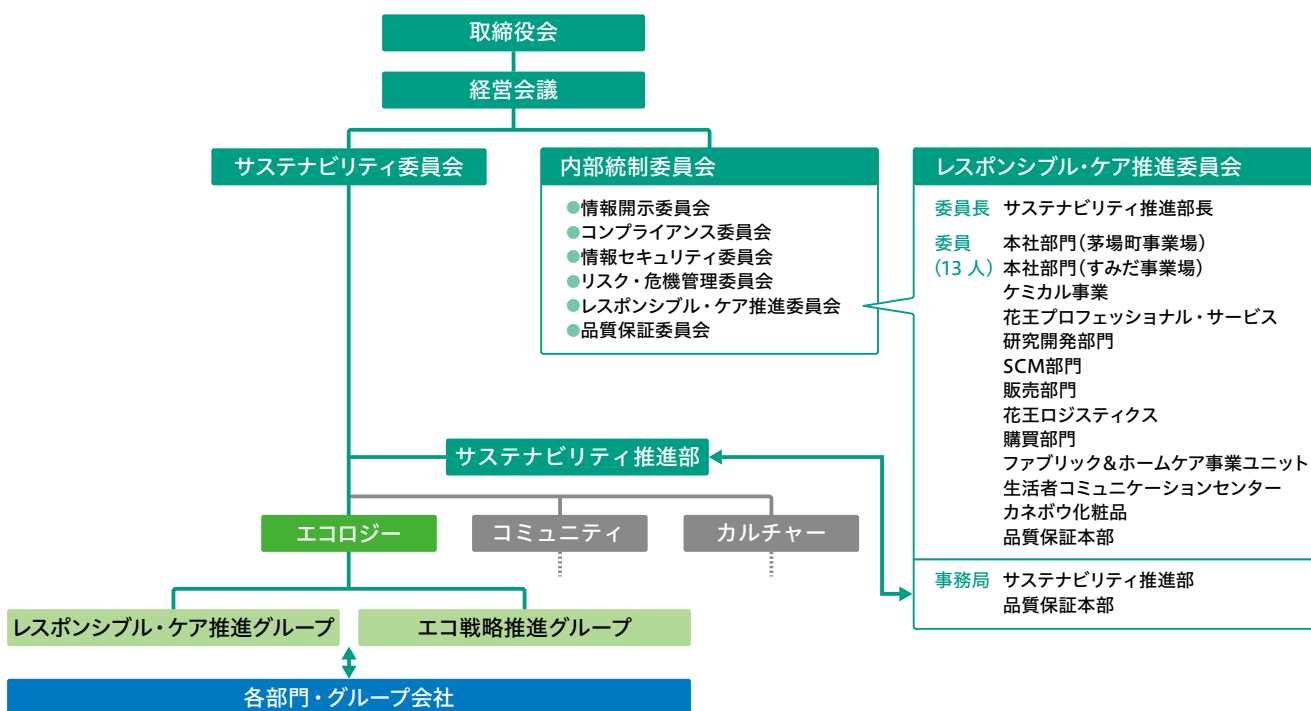 取締役会
経営会議
サステナビリティ委員会
内部統制委員会
●情報開示委員会
●コンプライアンス委員会
●情報セキュリティ委員会
●リスク・危機管理委員会
●レスポンシブル・ケア推進委員会
●品質保証委員会
レスポンシブル・ケア推進委員会
委員長 サステナビリティ推進部長
委員 本社部門(茅場町事業場)
(13 人) 本社部門(すみだ事業場)
ケミカル事業
花王プロフェッショナル・サービス
研究開発部門
SCM部門
販売部門
花王ロジスティクス
購買部門
ファブリック&ホームケア事業ユニット
生活者コミュニケーションセンター
カネボウ化粧品
品質保証本部
事務局 サステナビリティ推進部
品質保証本部
サステナビリティ推進部
エコロジー
コミュニティ
カルチャー
レスポンシブル・ケア推進グループ
エコ戦略推進グループ
各部門・グループ会社